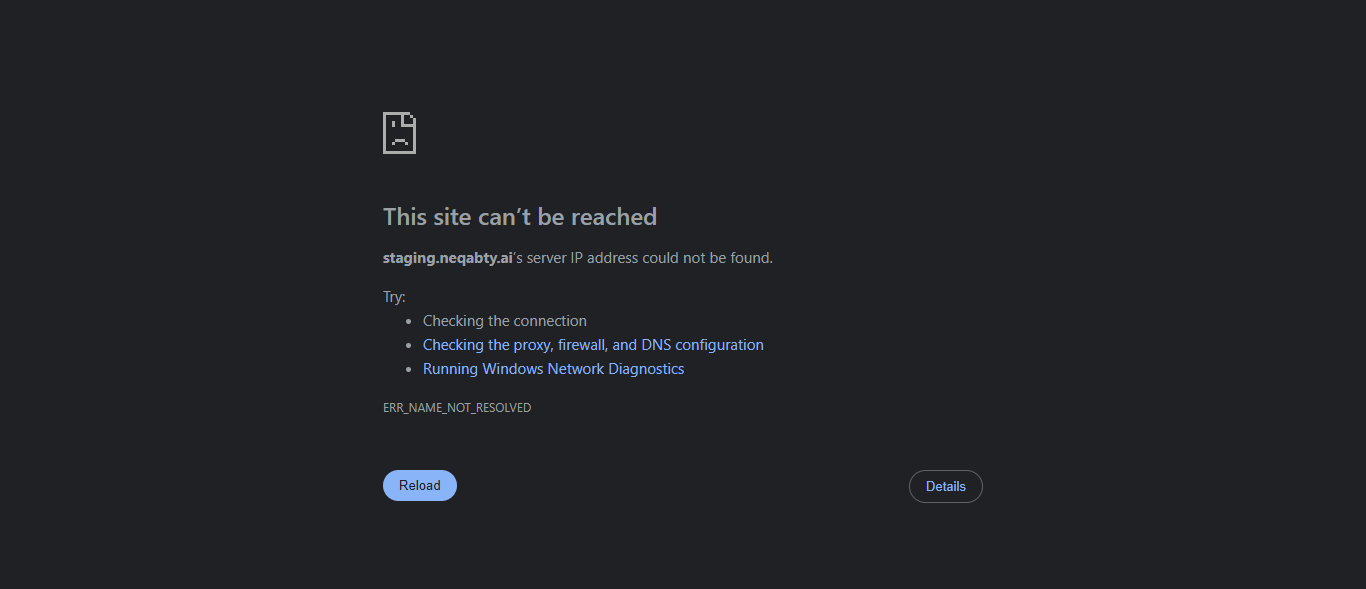 This site can’t be reached
staging.neqabty.ai’s server IP address could not be found.
Try:
• Checking the connection
• Checking the proxy, firewall, and DNS configuration
• Running Windows Network Diagnostics
ERR_NAME_NOT_RESOLVED
Reload
Details